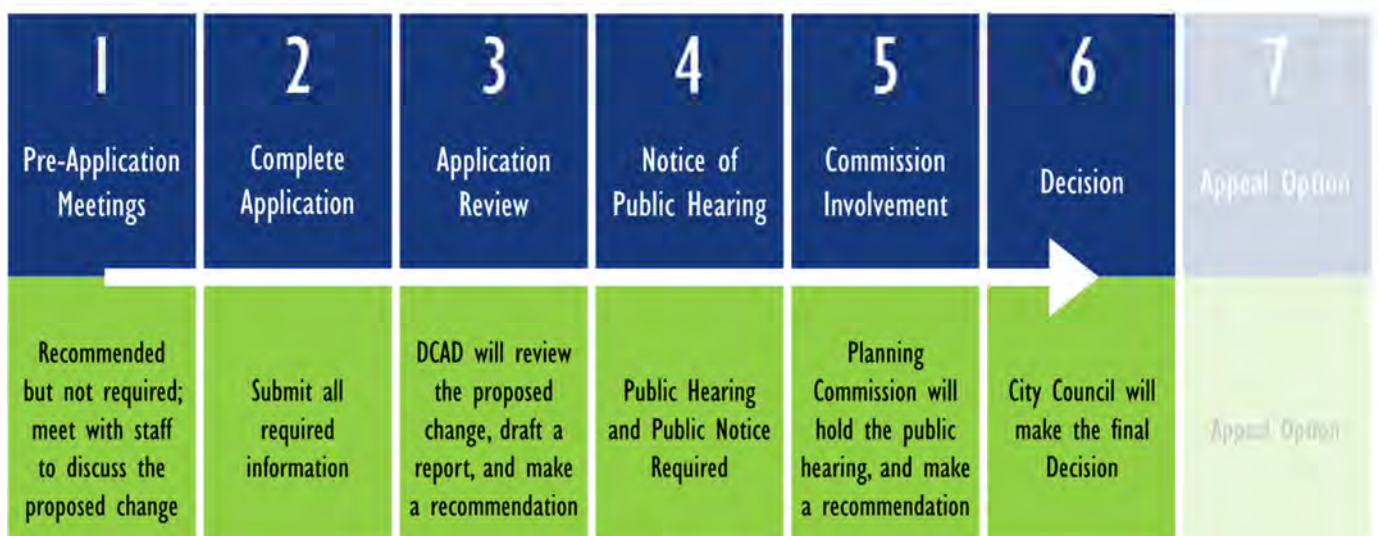 1
Pre-Application
Meetings
Recommended
but not required;
meet with staff
to discuss the
proposed change
2
Complete
Application
Submit all
required
information
3
Application
Review
DCAD will review
the proposed
change, draft a
report, and make
a recommendation
4
Notice of
Public Hearing
Public Hearing
and Public Notice
Required
5
Commission
Involvement
Planning
Commission will
hold the public
hearing, and make
a recommendation
6
Decision
City Council will
make the final
Decision
7
Appeal Option
Appeal Option